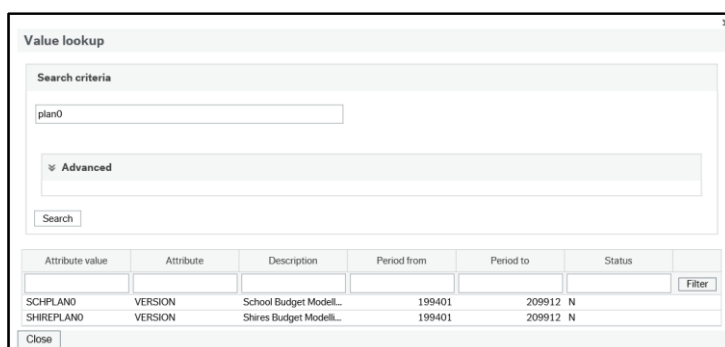 Value lookup
Search criteria
plan0
Advanced
Search
Attribute value Attribute Description Period from Period to Status
Filter
SCHPLAN0 VERSION School Budget Modell... 199401 209912 N
SHIREPLAN0 VERSION Shires Budget Modelli... 199401 209912 N
Close